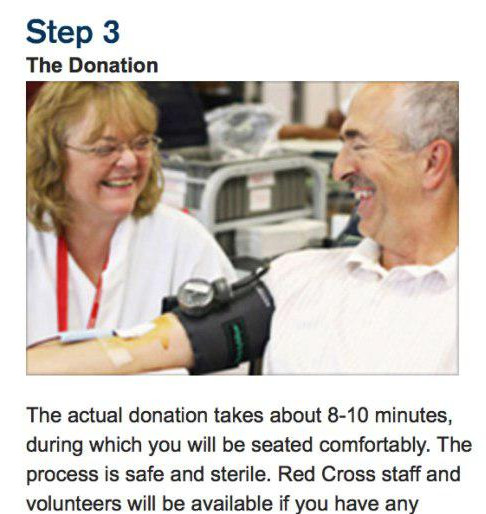 Step 3
The Donation
The actual donation takes about 8-10 minutes,
during which you will be seated comfortably. The
process is safe and sterile. Red Cross staff and
volunteers will be available if you have any